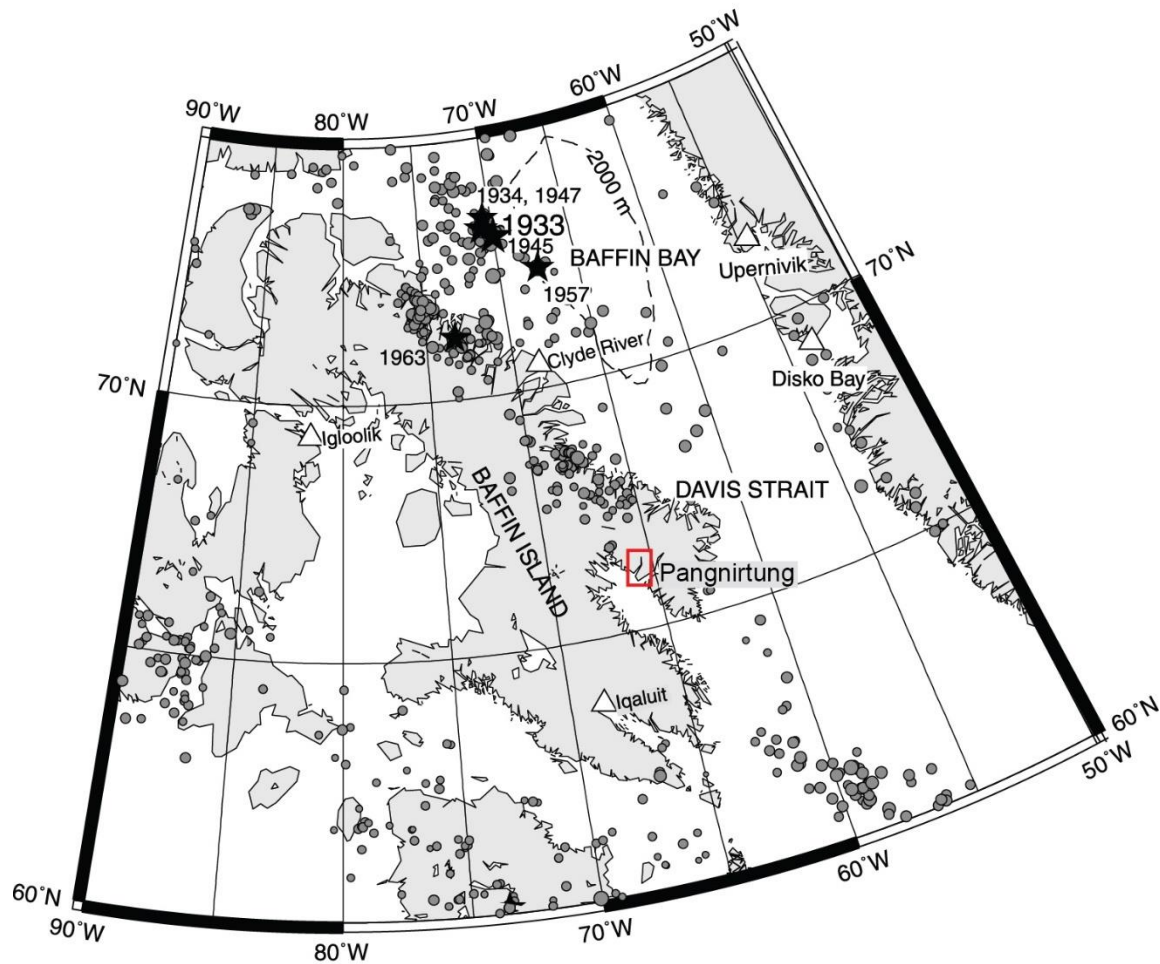 50˚W
60˚W
70˚W
80˚W
90˚W
2000 m
1934, 1947
1933
1945
BAFFIN BAY
Upernivik
70˚N
1957
1963
Clyde River
Disko Bay
70˚N
Igloolik
BAFFIN ISLAND
DAVIS STRAIT
Pangnirtung
Iqaluit
60˚N
50˚W
60˚W
60˚N
90˚W
80˚W
70˚W